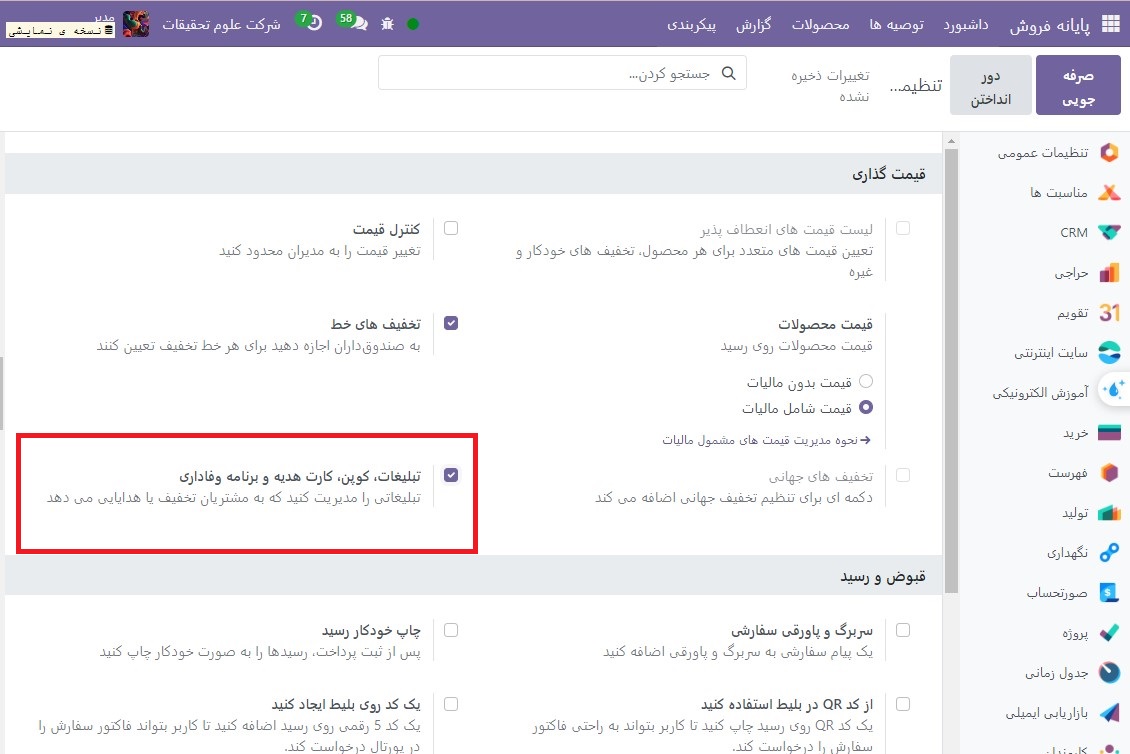 پایانه فروش
داشبورد
توصیه ها
محصولات
گزارش
پیکربندی
58
7
شرکت علوم تحقیقات
مدیر
نسخه ی نمایشی
صرفه جویی
دور انداختن
تنظیم...
تغییرات ذخیره نشده
جستجو کردن...
تنظیمات عمومی
مناسبت ها
CRM
حراجی
تقویم
سایت اینترنتی
آموزش الکترونیکی
خرید
فهرست
تولید
نگهداری
صورتحساب
پروژه
جدول زمانی
بازاریابی ایمیلی
کارمندان
قیمت گذاری
لیست قیمت های انعطاف پذیر
تعیین قیمت های متعدد برای هر محصول، تخفیف های خودکار و
غیره
کنترل قیمت
تغییر قیمت را به مدیران محدود کنید
قیمت محصولات
قیمت محصولات روی رسید
قیمت بدون مالیات
قیمت شامل مالیات
نحوه مدیریت قیمت های مشمول مالیات
تخفیف های خط
به صندوق‌داران اجازه دهید برای هر خط تخفیف تعیین کنند
تخفیف های جهانی
دکمه ای برای تنظیم تخفیف جهانی اضافه می کند
تبلیغات، کوپن، کارت هدیه و برنامه وفاداری
تبلیغاتی را مدیریت کنید که به مشتریان تخفیف یا هدایایی می دهد
قبوض و رسید
سربرگ و پاورقی سفارشی
یک پیام سفارشی به سربرگ و پاورقی اضافه کنید
چاپ خودکار رسید
پس از ثبت پرداخت، رسیدها را به صورت خودکار چاپ کنید
از کد QR در بلیط استفاده کنید
یک کد QR روی رسید چاپ کنید تا کاربر بتواند به راحتی فاکتور
سفارش را درخواست کند.
یک کد روی بلیط ایجاد کنید
یک کد 5 رقمی روی رسید اضافه کنید تا کاربر بتواند فاکتور سفارش را
در پورتال درخواست کند.